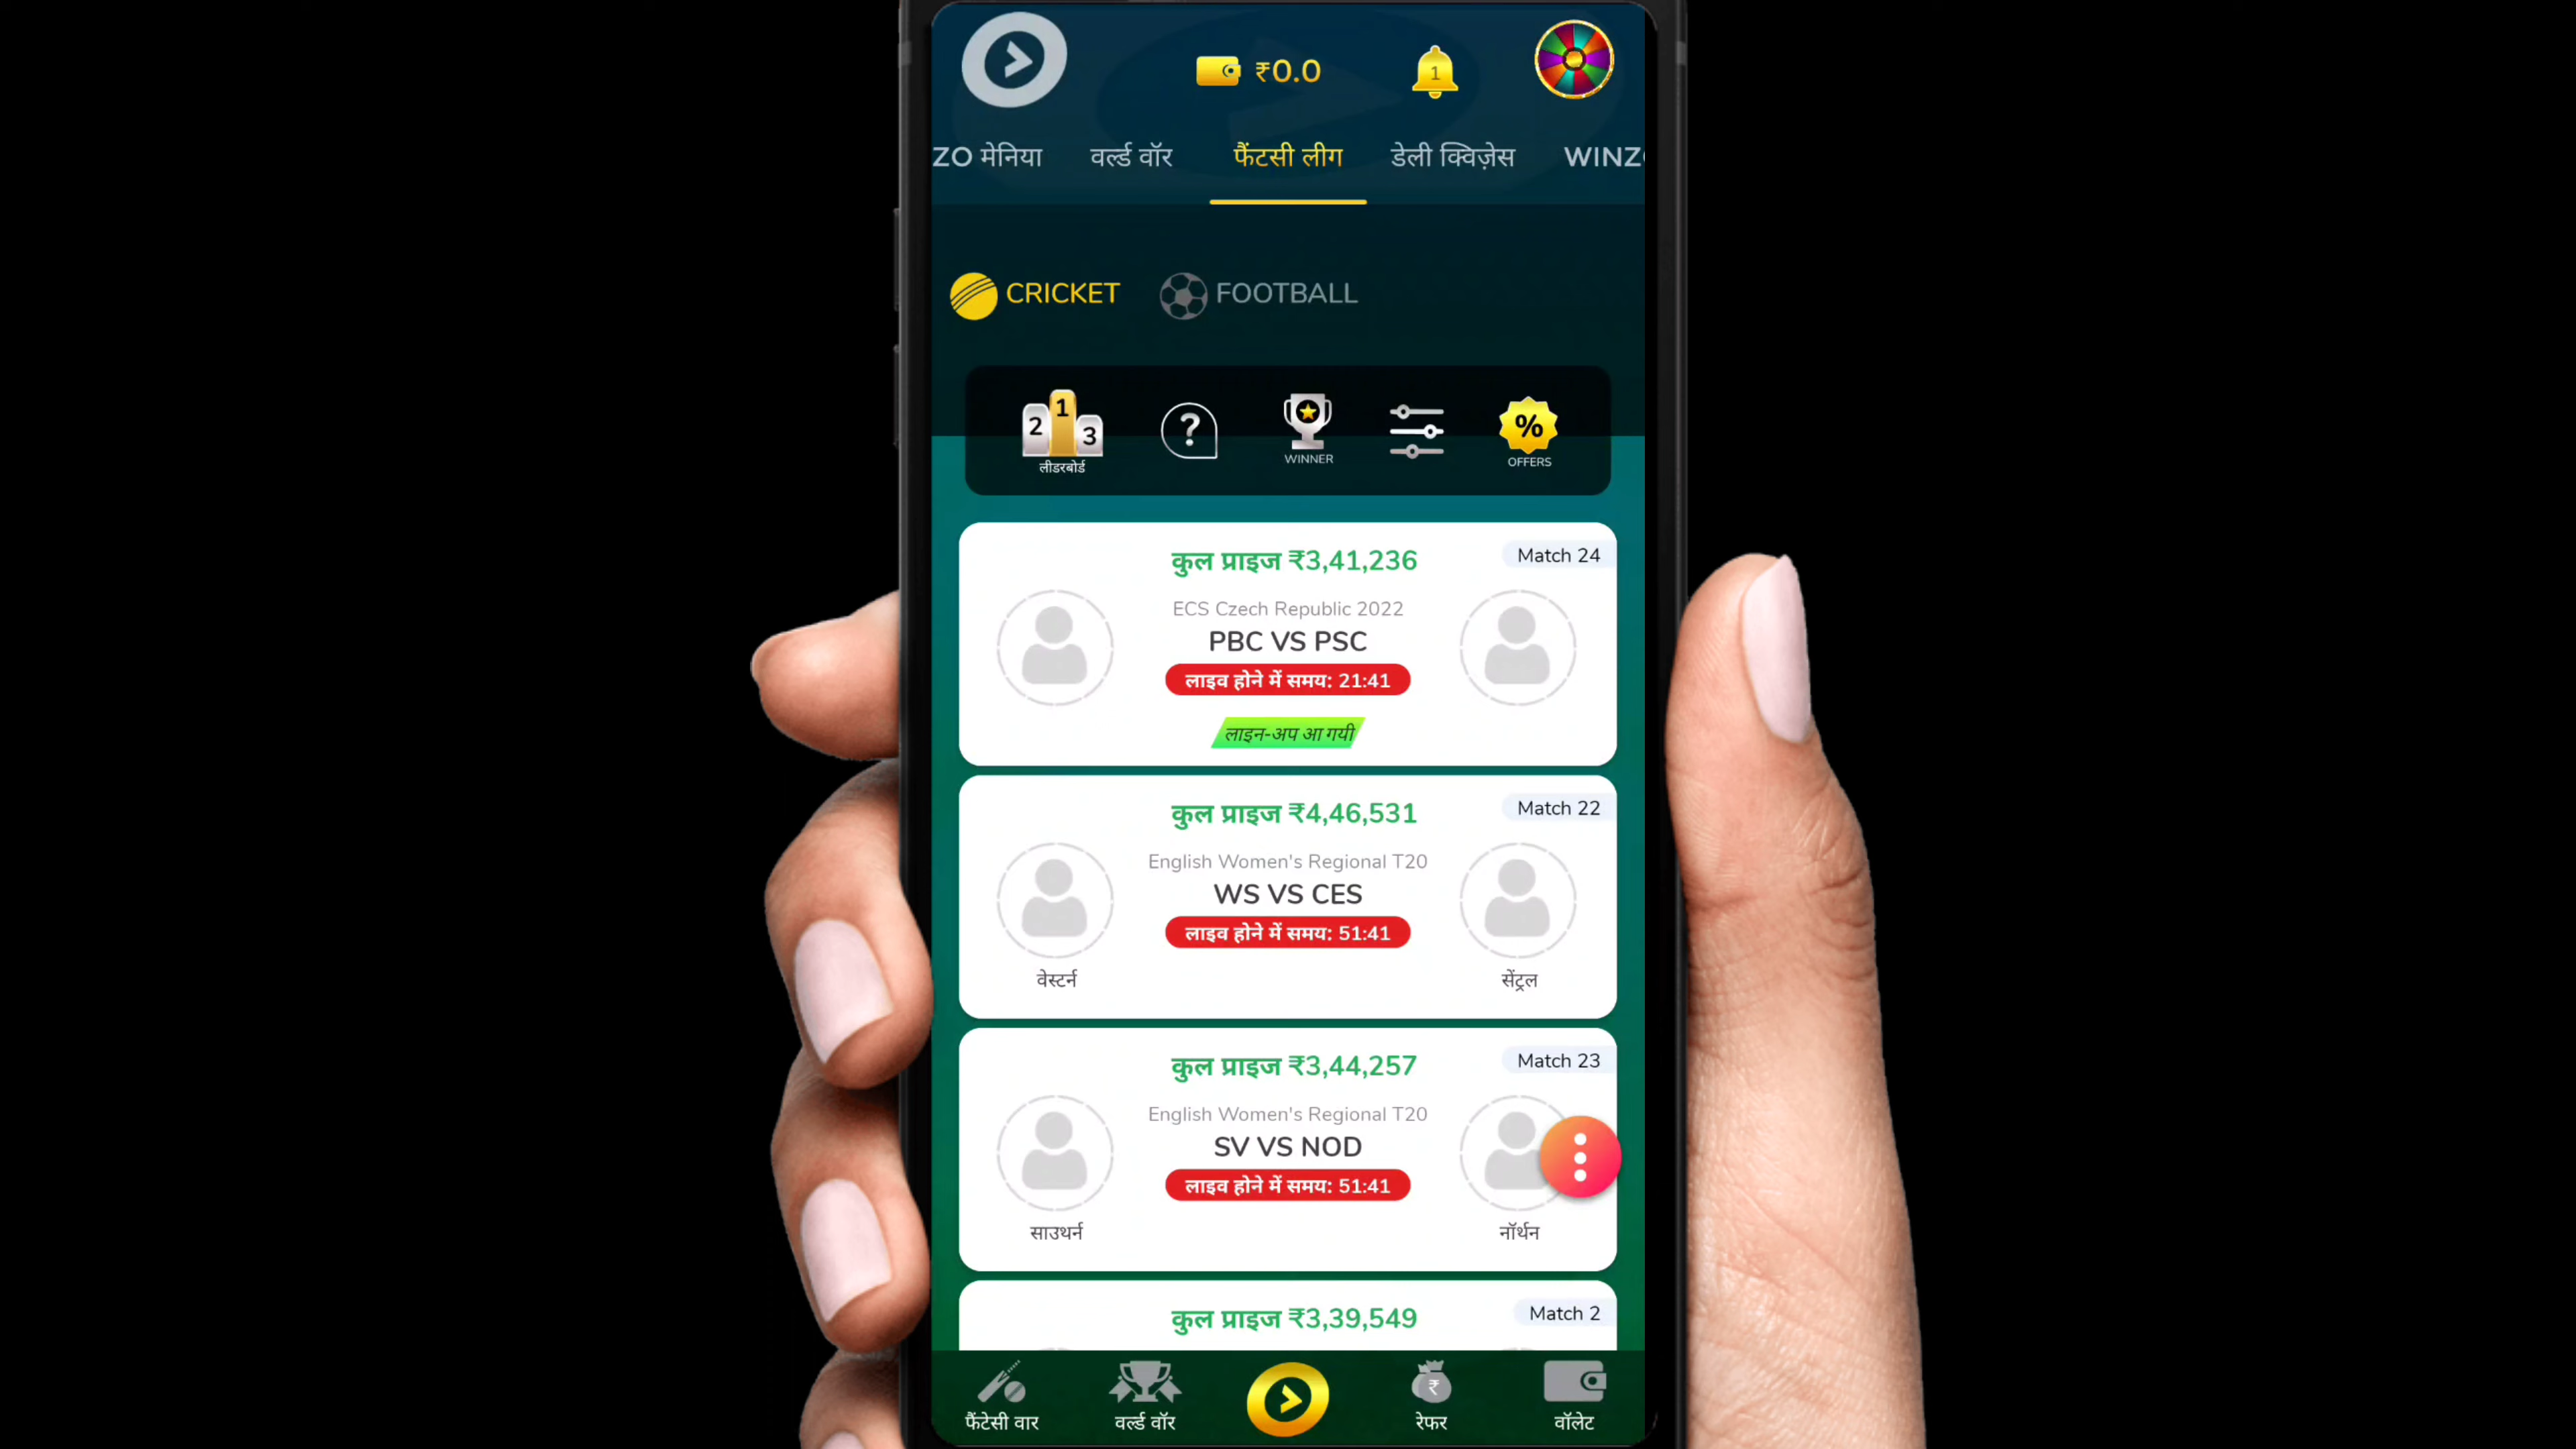 ₹0.0
1
ZO मेनिया वर्ल्ड वॉर फैंटसी लीग डेली क्विज़ेस WINZ
CRICKET FOOTBALL
2 1 3
लीडरबोर्ड
?
WINNER
%
OFFERS
कुल प्राइज ₹3,41,236
Match 24
ECS Czech Republic 2022
PBC VS PSC
लाइव होने में समय: 21:41
लाइन-अप आ गयी
कुल प्राइज ₹4,46,531
Match 22
English Women's Regional T20
WS VS CES
लाइव होने में समय: 51:41
वेस्टर्न सेंट्रल
कुल प्राइज ₹3,44,257
Match 23
English Women's Regional T20
SV VS NOD
लाइव होने में समय: 51:41
साउथर्न नॉर्थन
कुल प्राइज ₹3,39,549
Match 2
₹
फैंटेसी वार वर्ल्ड वॉर रेफर वॉलेट